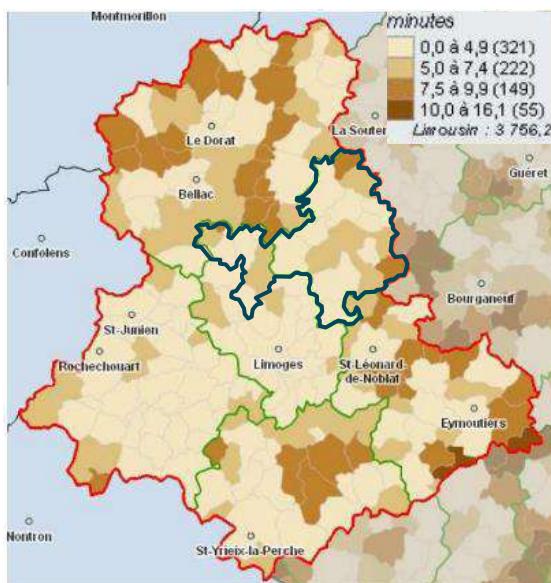 Montmorillon
minutes
0,0 à 4,9 (321)
5,0 à 7,4 (222)
7,5 à 9,9 (149)
10,0 à 16,1 (55)
Limousin : 3 756,2
Le Dorat
La Souter
Guéret
Bellac
Confolens
Bourganeuf
St-Junien
Rochechouart
Limoges
St-Léonard
-de-Noblat
Eymoutiers
Nontron
St-Yrieix-la-Perche